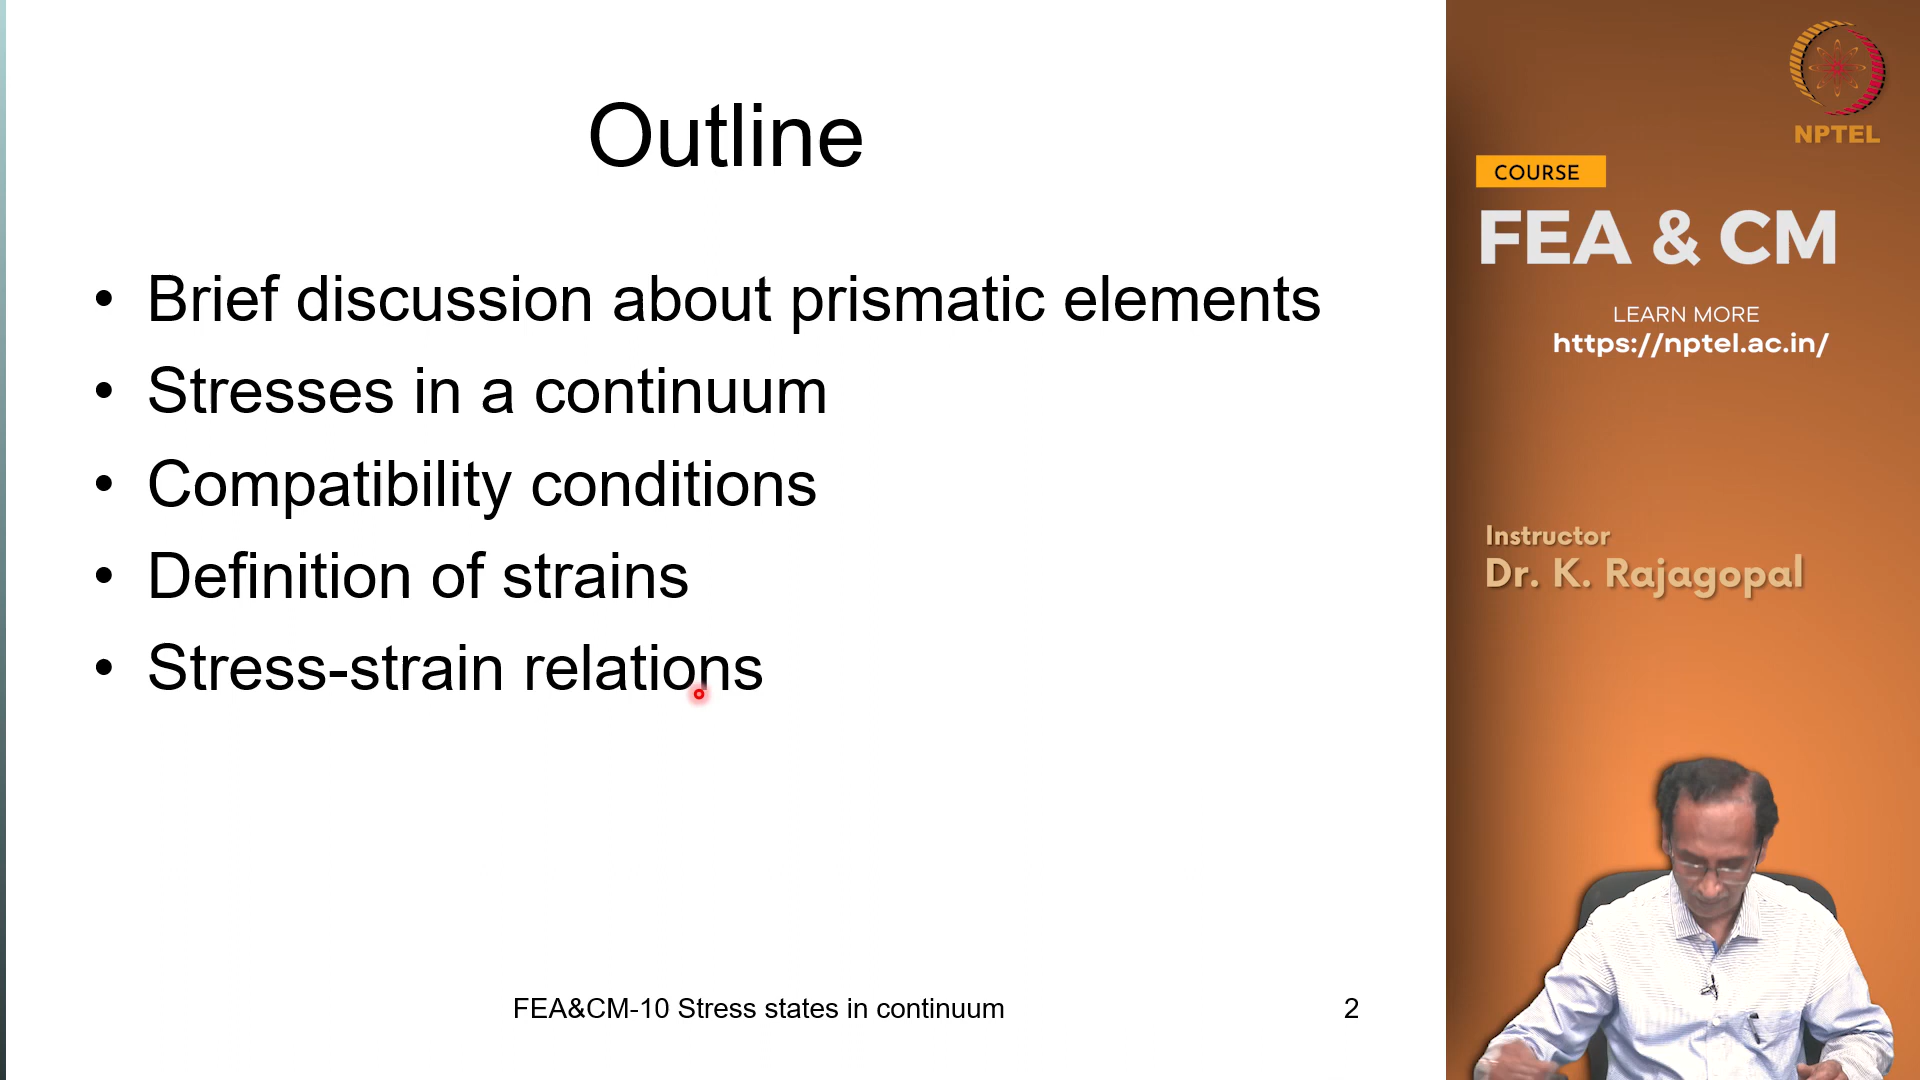 Outline
• Brief discussion about prismatic elements
• Stresses in a continuum
• Compatibility conditions
• Definition of strains
• Stress-strain relations
FEA&CM-10 Stress states in continuum
2
NPTEL
COURSE
FEA & CM
LEARN MORE
https://nptel.ac.in/
Instructor
Dr. K. Rajagopal